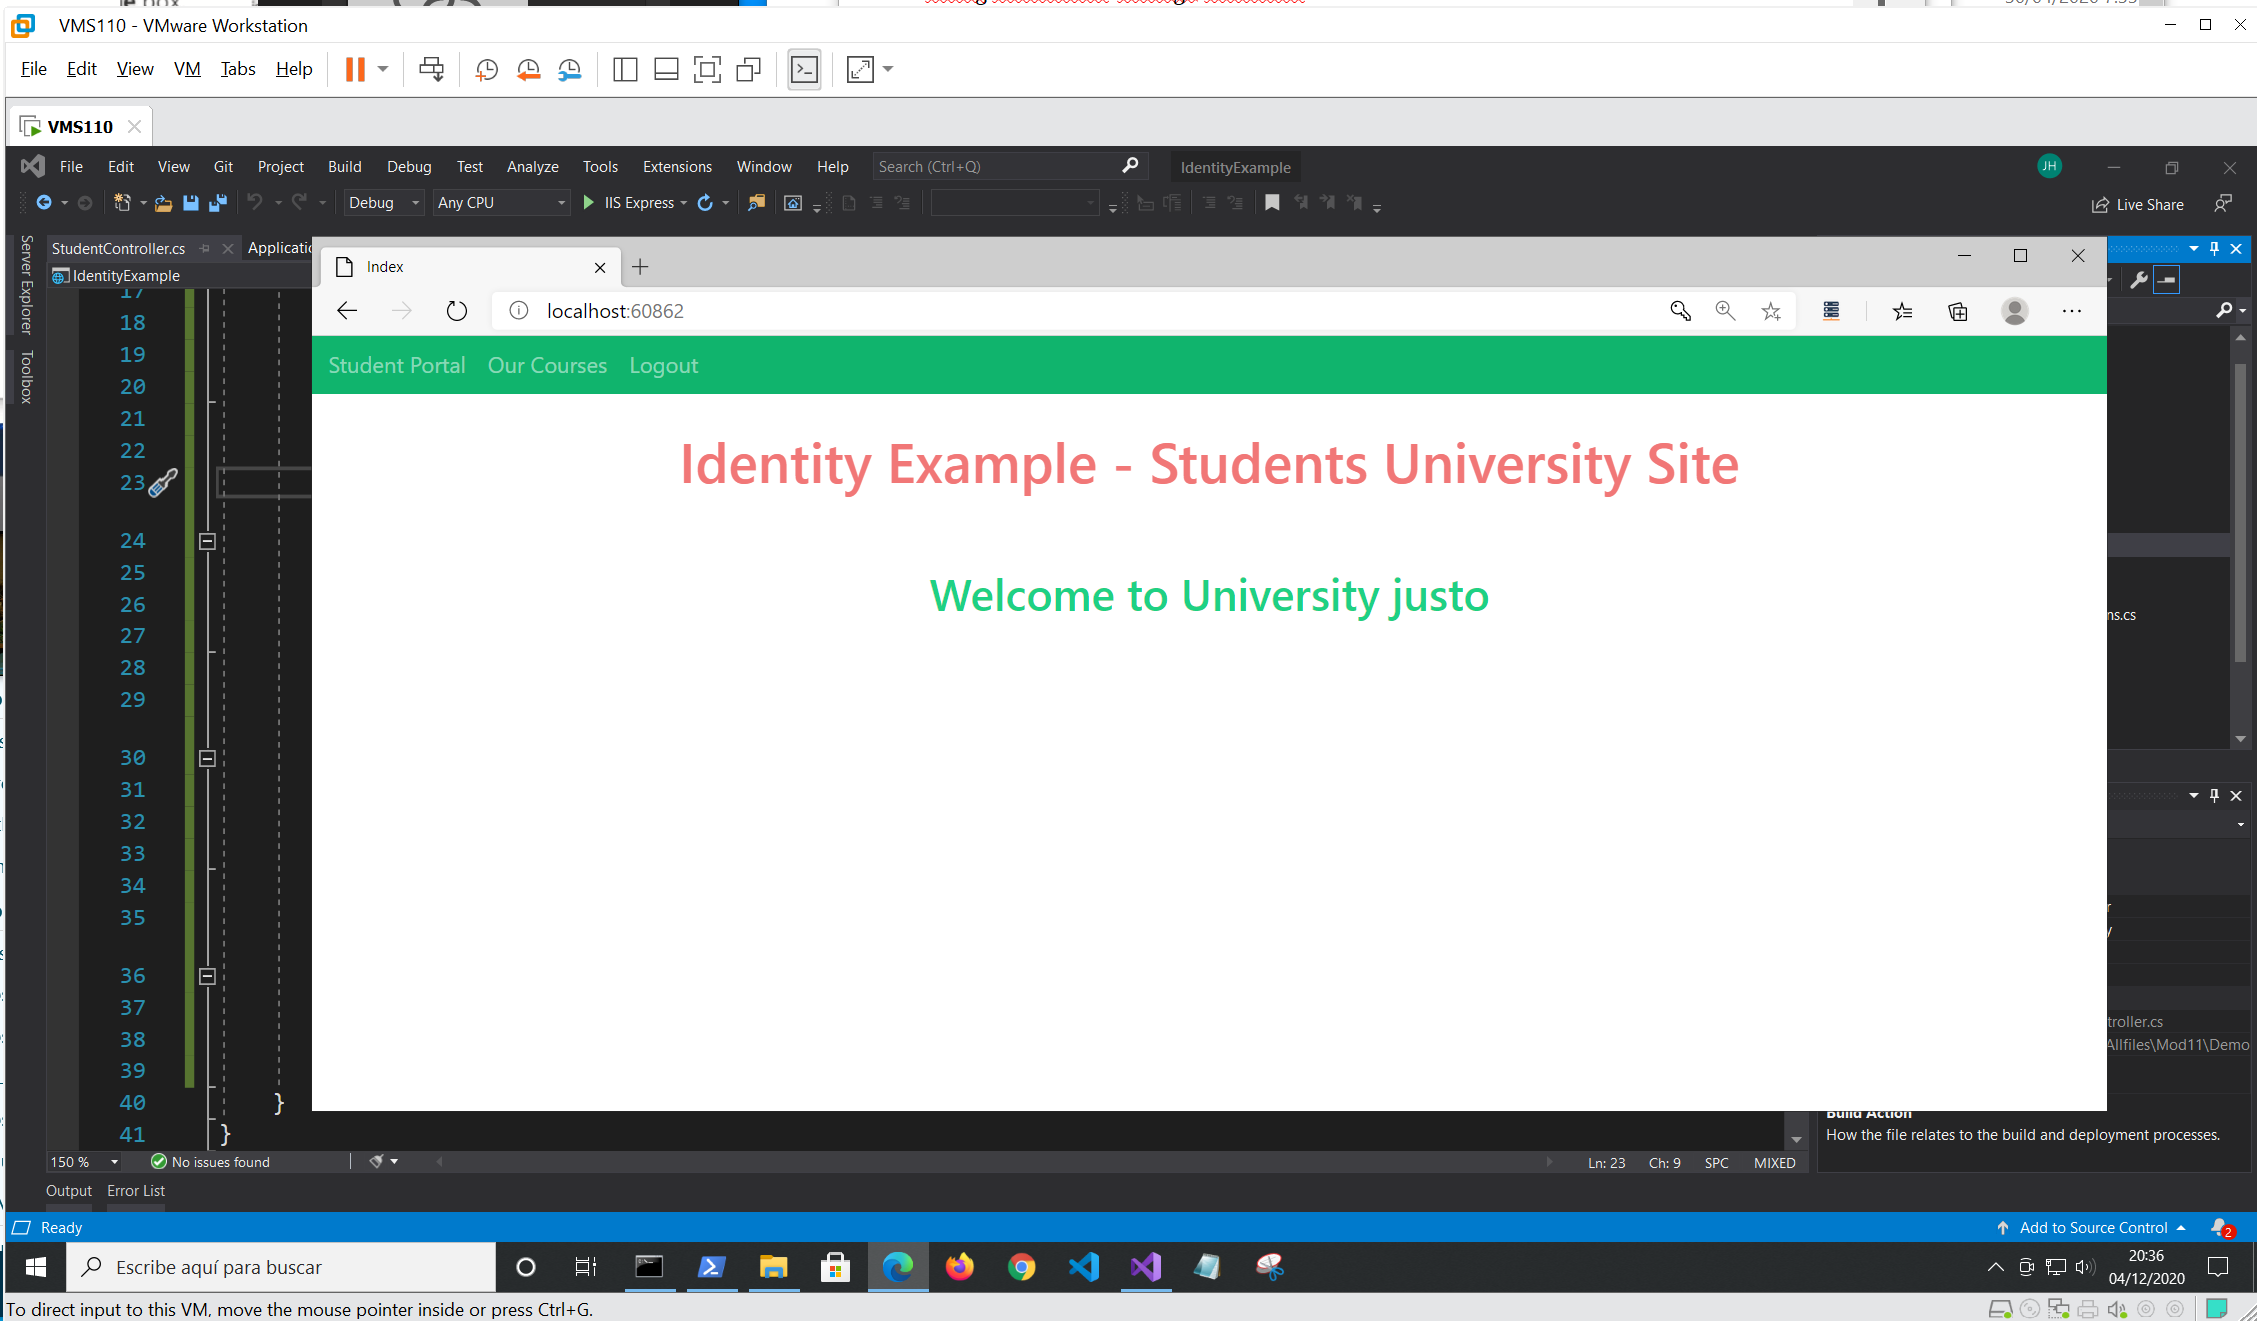 VMS110 - VMware Workstation
File Edit View VM Tabs Help
VMS110
File Edit View Git Project Build Debug Test Analyze Tools Extensions Window Help Search (Ctrl+Q) IdentityExample JH
Debug Any CPU IIS Express Live Share
Server Explorer
Toolbox
StudentController.cs
IdentityExample
Index
localhost:60862
Student Portal Our Courses Logout
Identity Example - Students University Site
Welcome to University justo
17
18
19
20
21
22
23
24
25
26
27
28
29
30
31
32
33
34
35
36
37
38
39
40 }
41 }
ns.cs
troller.cs
Allfiles\Mod11\Demo
Build Action
How the file relates to the build and deployment processes.
150 % No issues found Ln: 23 Ch: 9 SPC MIXED
Output Error List
Ready Add to Source Control 2
Escribe aquí para buscar
20:36
04/12/2020
To direct input to this VM, move the mouse pointer inside or press Ctrl+G.